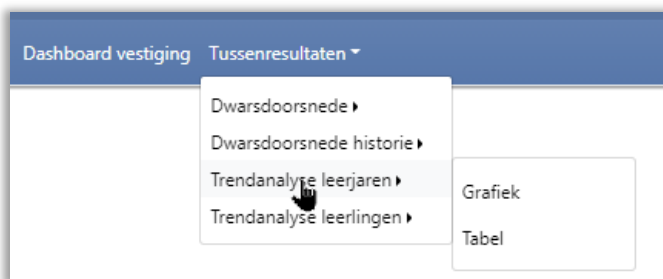 Dashboard vestiging Tussenresultaten
Dwarsdoorsnede
Dwarsdoorsnede historie
Trendanalyse leerjaren
Grafiek
Trendanalyse leerlingen
Tabel